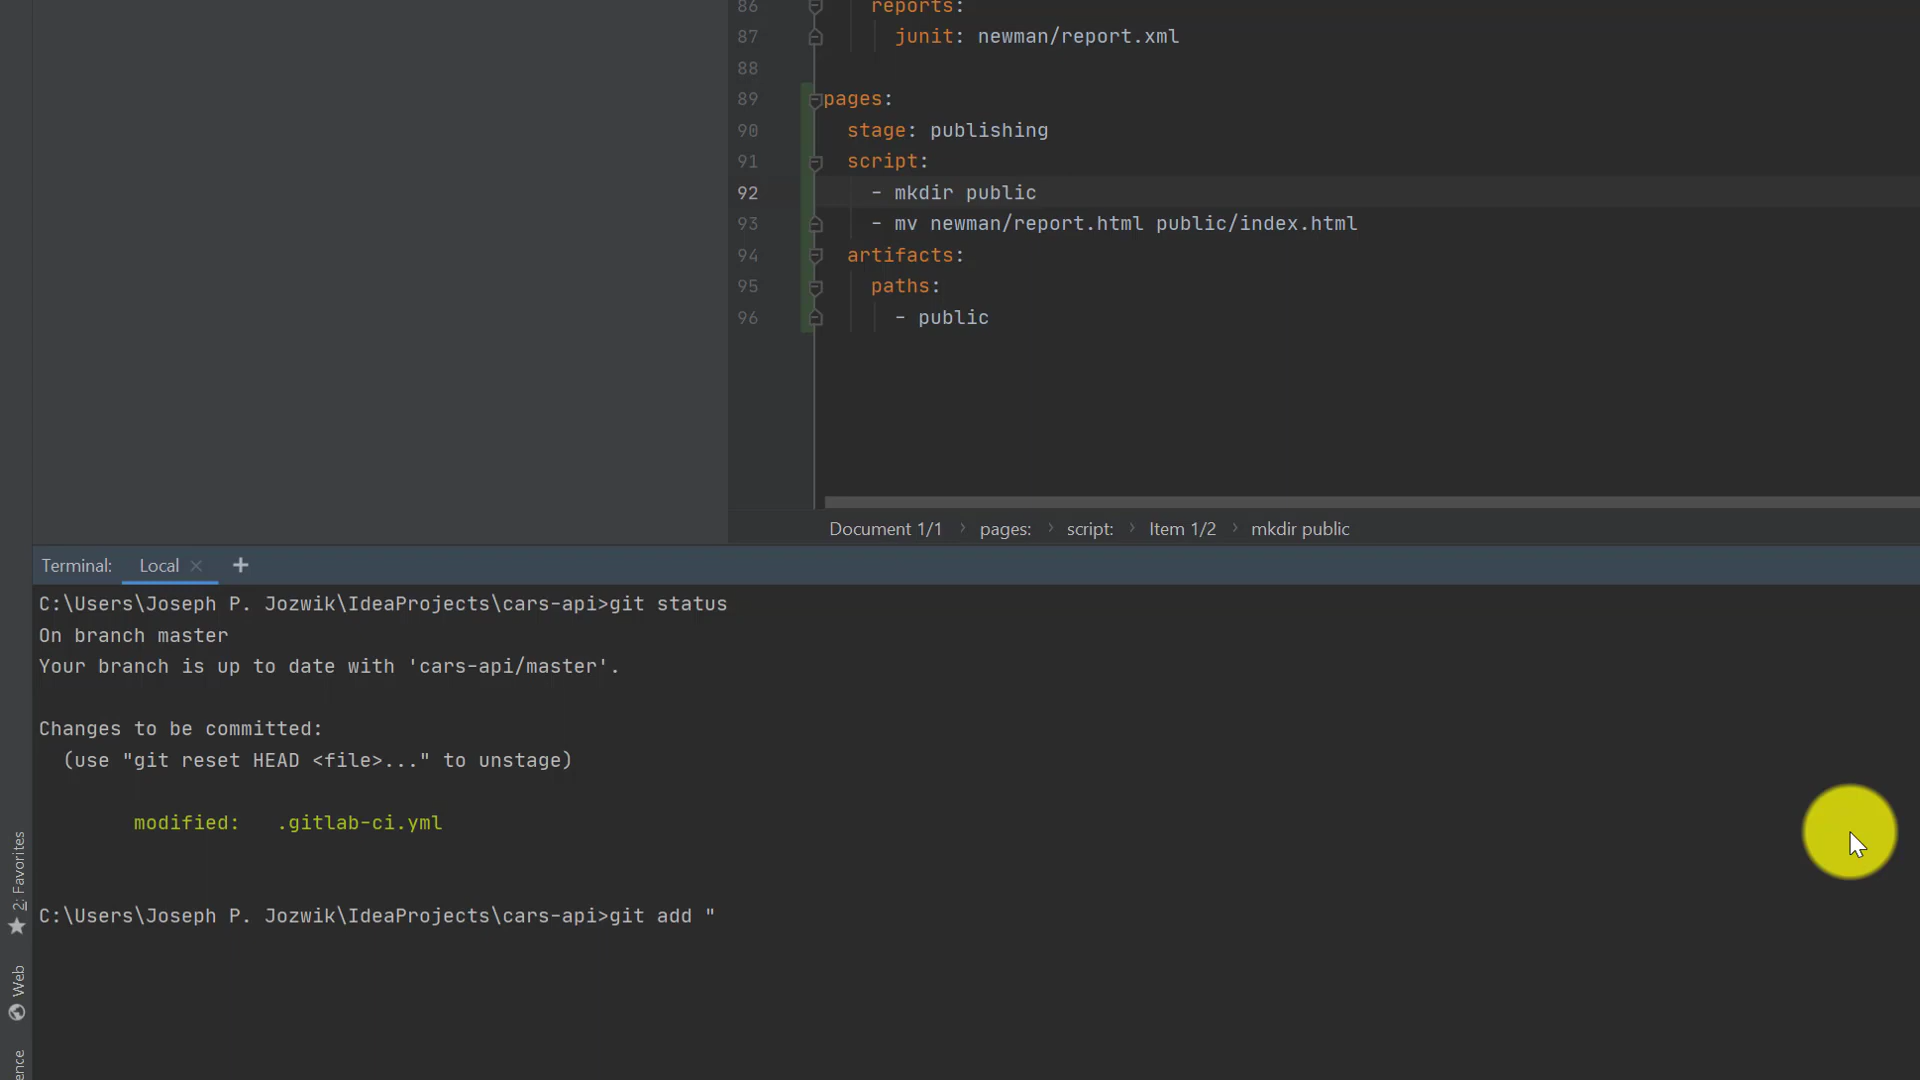 86 reports:
87 junit: newman/report.xml
88
89 pages:
90 stage: publishing
91 script:
92 - mkdir public
93 - mv newman/report.html public/index.html
94 artifacts:
95 paths:
96 - public
Document 1/1 › pages: › script: › Item 1/2 › mkdir public
Terminal: Local × +
C:\Users\Joseph P. Jozwik\IdeaProjects\cars-api>git status
On branch master
Your branch is up to date with 'cars-api/master'.
Changes to be committed:
(use "git reset HEAD <file>..." to unstage)
modified: .gitlab-ci.yml
C:\Users\Joseph P. Jozwik\IdeaProjects\cars-api>git add "
2: Favorites
Web
ence